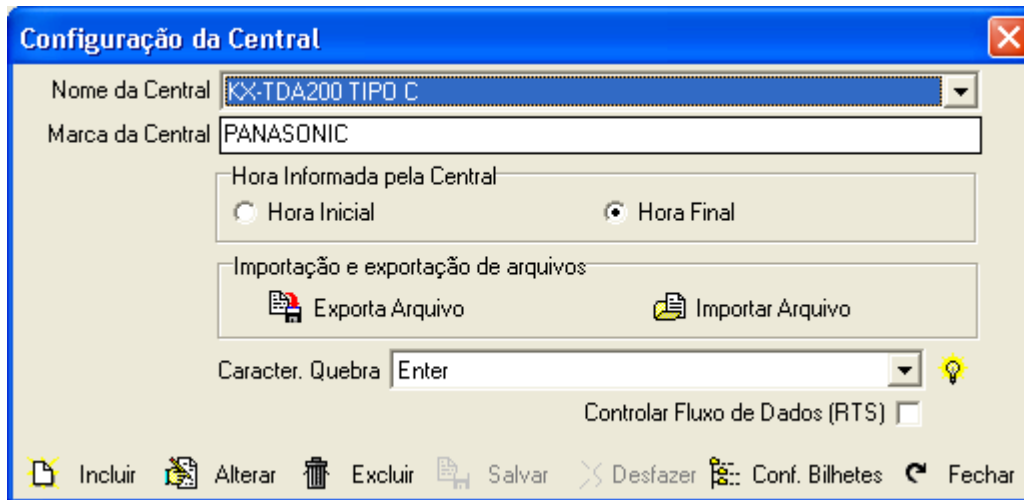 Configuração da Central
Nome da Central KX-TDA200 TIPO C
Marca da Central PANASONIC
Hora Informada pela Central
Hora Inicial Hora Final
Importação e exportação de arquivos
Exporta Arquivo Importar Arquivo
Caracter. Quebra Enter
Controlar Fluxo de Dados (RTS)
Incluir Alterar Excluir Salvar Desfazer Conf. Bilhetes Fechar